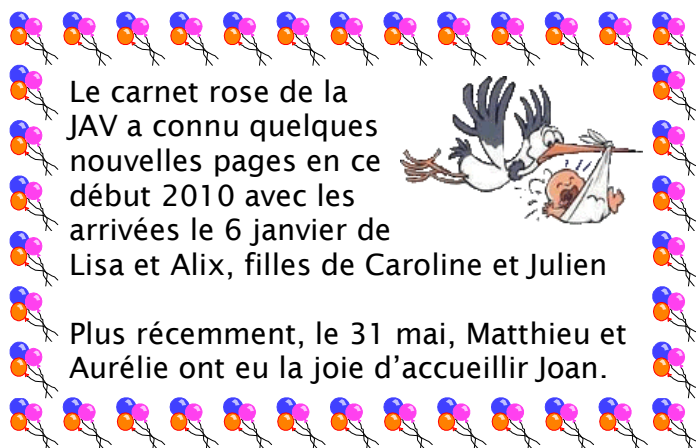 Le carnet rose de la
JAV a connu quelques
nouvelles pages en ce
début 2010 avec les
arrivées le 6 janvier de
Lisa et Alix, filles de Caroline et Julien
Plus récemment, le 31 mai, Matthieu et
Aurélie ont eu la joie d’accueillir Joan.